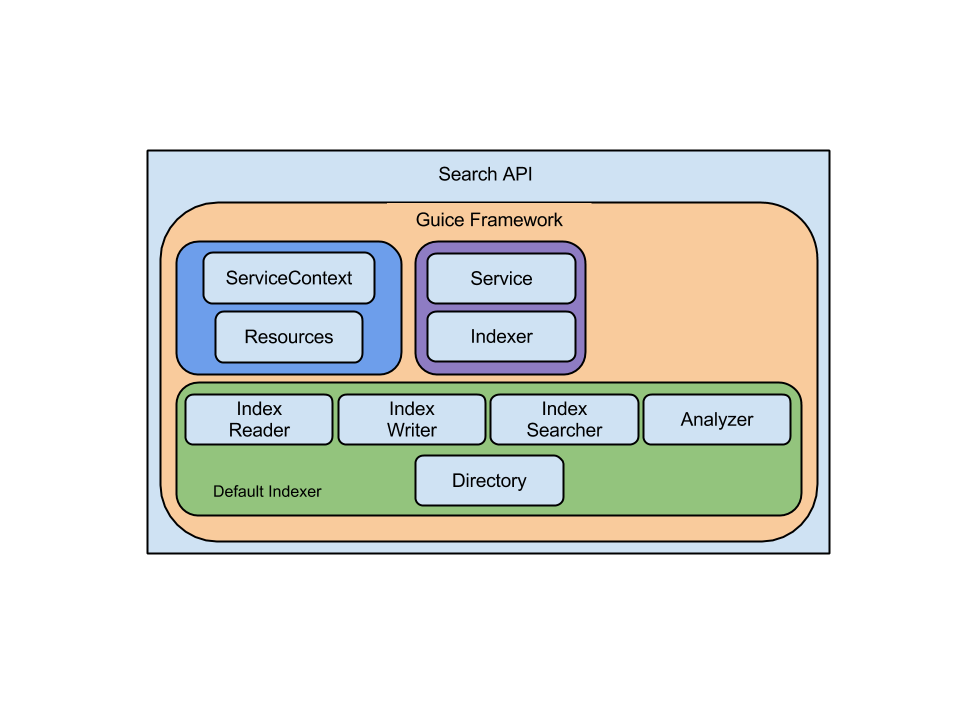 Search API
Guice Framework
ServiceContext
Resources
Service
Indexer
Index
Reader
Index
Writer
Index
Searcher
Analyzer
Directory
Default Indexer